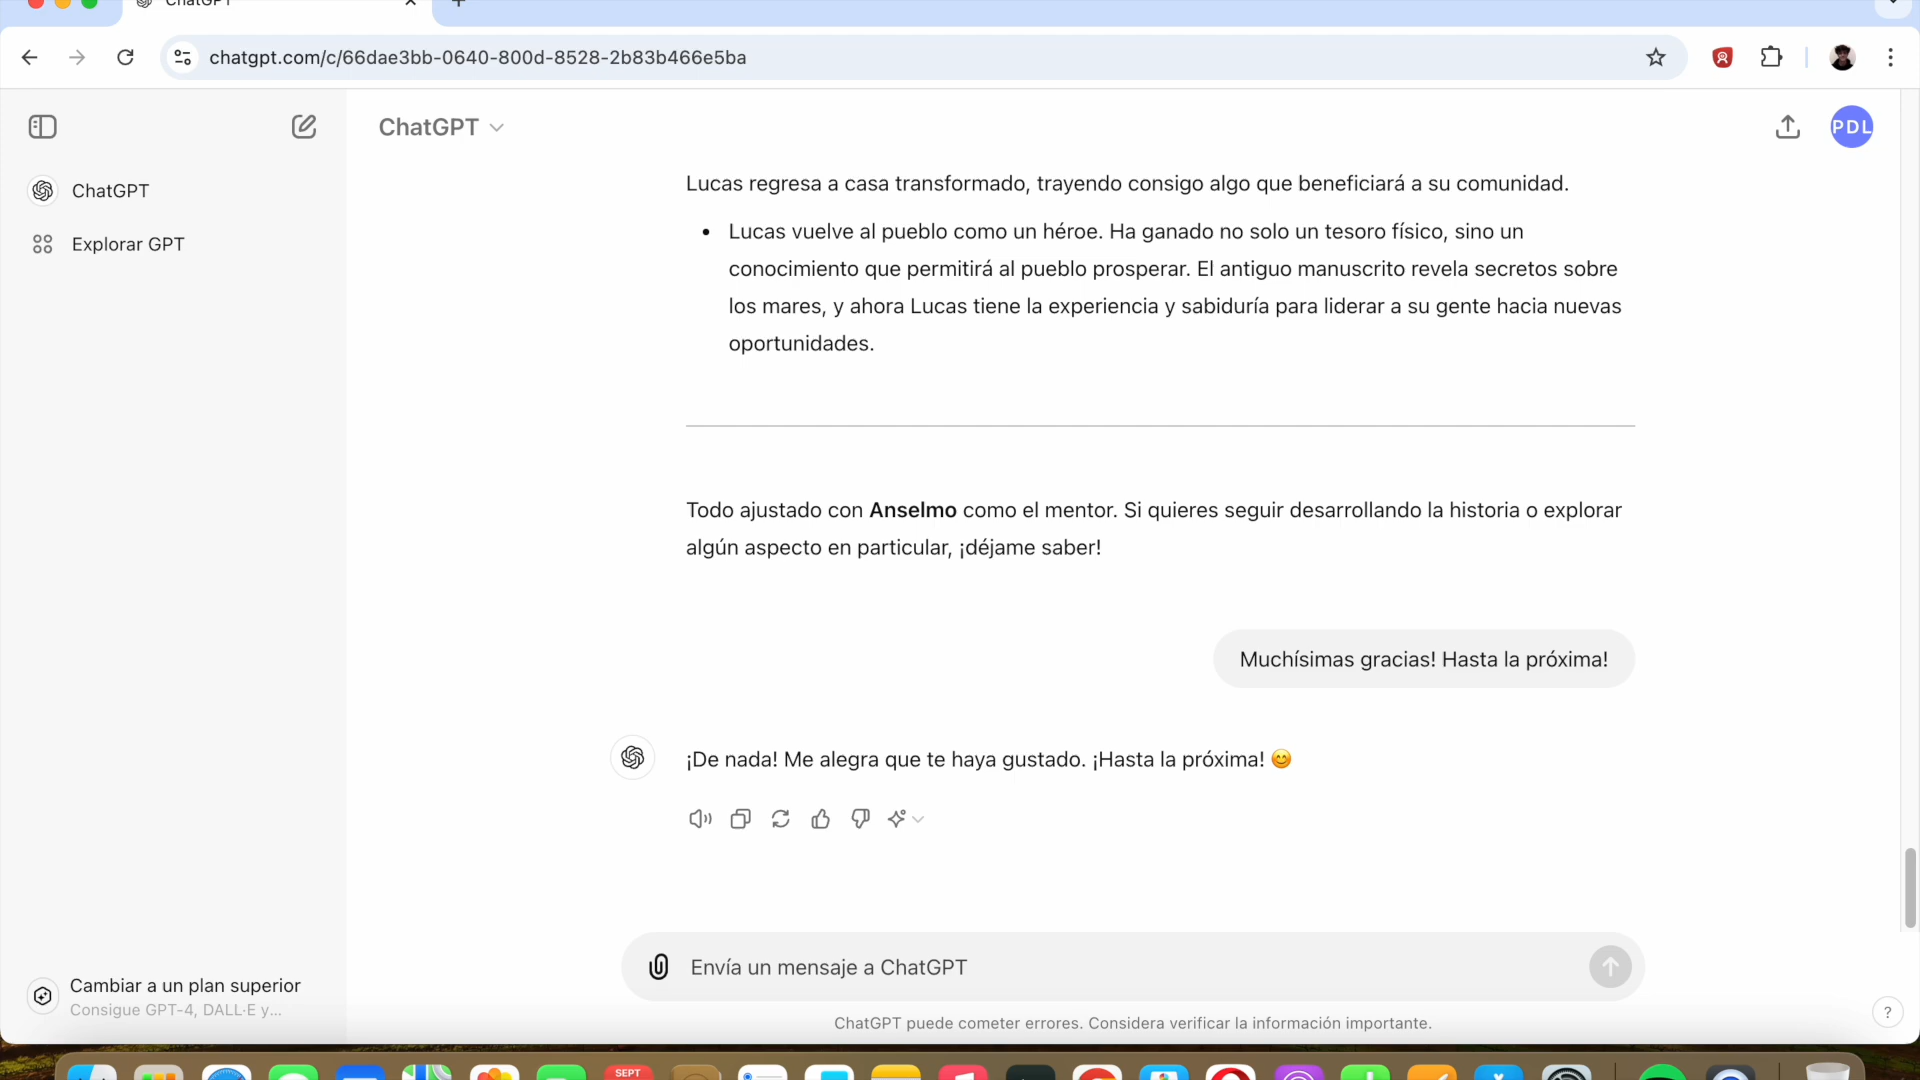 ChatGPT
chatgpt.com/c/66dae3bb-0640-800d-8528-2b83b466e5ba
ChatGPT
PDL
ChatGPT
Explorar GPT
Lucas regresa a casa transformado, trayendo consigo algo que beneficiará a su comunidad.
• Lucas vuelve al pueblo como un héroe. Ha ganado no solo un tesoro físico, sino un
conocimiento que permitirá al pueblo prosperar. El antiguo manuscrito revela secretos sobre
los mares, y ahora Lucas tiene la experiencia y sabiduría para liderar a su gente hacia nuevas
oportunidades.
Todo ajustado con Anselmo como el mentor. Si quieres seguir desarrollando la historia o explorar
algún aspecto en particular, ¡déjame saber!
Muchísimas gracias! Hasta la próxima!
¡De nada! Me alegra que te haya gustado. ¡Hasta la próxima! 😊
Envía un mensaje a ChatGPT
Cambiar a un plan superior
Consigue GPT-4, DALL·E y...
ChatGPT puede cometer errores. Considera verificar la información importante.
?
SEPT